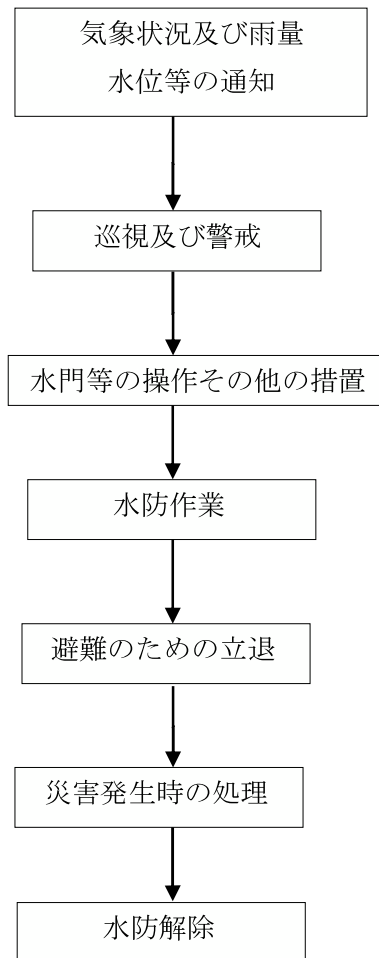 気象状況及び雨量
水位等の通知
巡視及び警戒
水門等の操作その他の措置
水防作業
避難のための立退
災害発生時の処理
水防解除